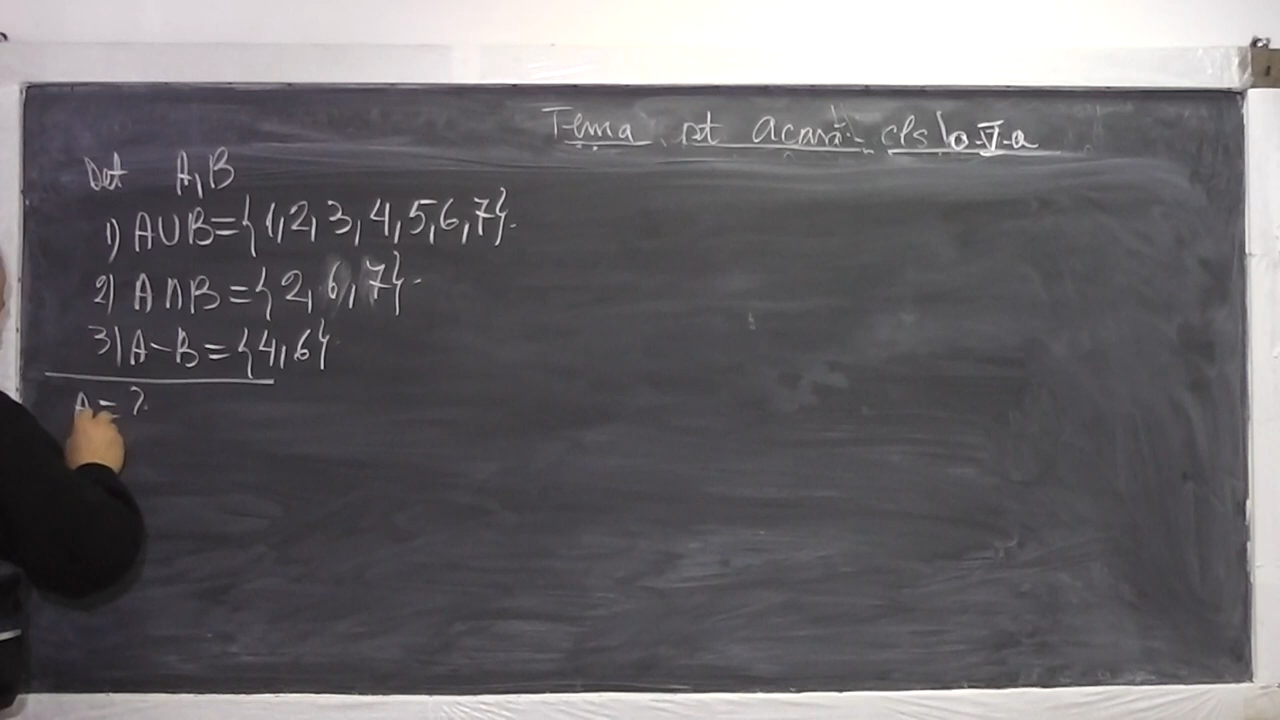 Tema pt acasă cls a V-a
Det A, B
1) A∪B={1,2,3,4,5,6,7}.
2) A∩B={2,6,7}.
3) A-B={4,6}.
A=?